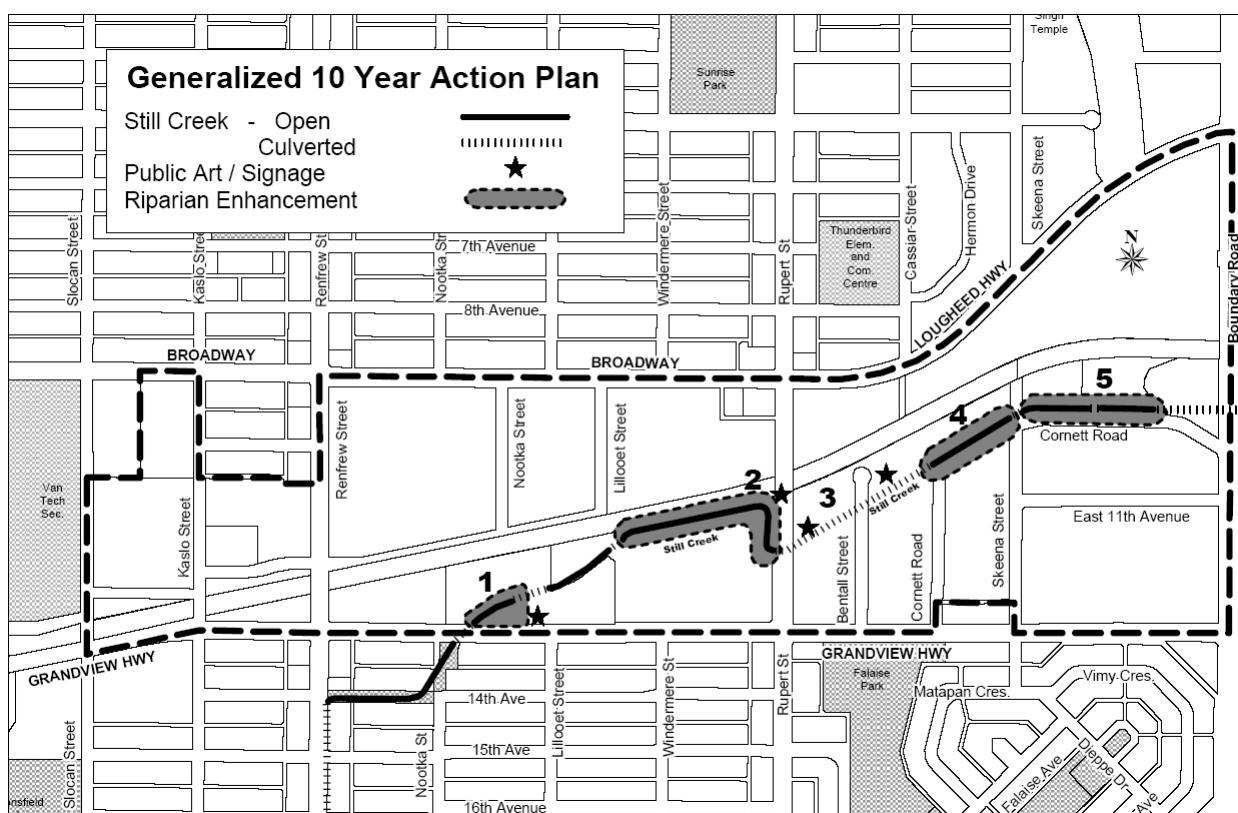 Singh
Temple
Generalized 10 Year Action Plan
Still Creek - Open
Culverted
Public Art / Signage
Riparian Enhancement
Sunrise
Park
Slocan Street
Kaslo Street
Renfrew St
Nootka St
7th Avenue
8th Avenue
Windermere Street
Rupert St
Thunderbird
Elem.
and
Com.
Centre
Cassiar Street
Hermon Drive
Skeena Street
N
LOUGHEED HWY
Boundary Road
BROADWAY
BROADWAY
Van
Tech
Sec.
Kaslo Street
Renfrew Street
Nootka Street
Lillooet Street
1
2
3
4
5
Still Creek
Still Creek
Cornett Road
East 11th Avenue
Bentall Street
Cornett Road
Skeena Street
GRANDVIEW HWY
GRANDVIEW HWY
Slocan Street
Nootka St
14th Ave
15th Ave
16th Avenue
Lillooet Street
Windermere St
Rupert St
Falaise
Park
Matapan Cres.
Vimy Cres.
Dieppe Dr
Falaise Ave
Ave
onsfield